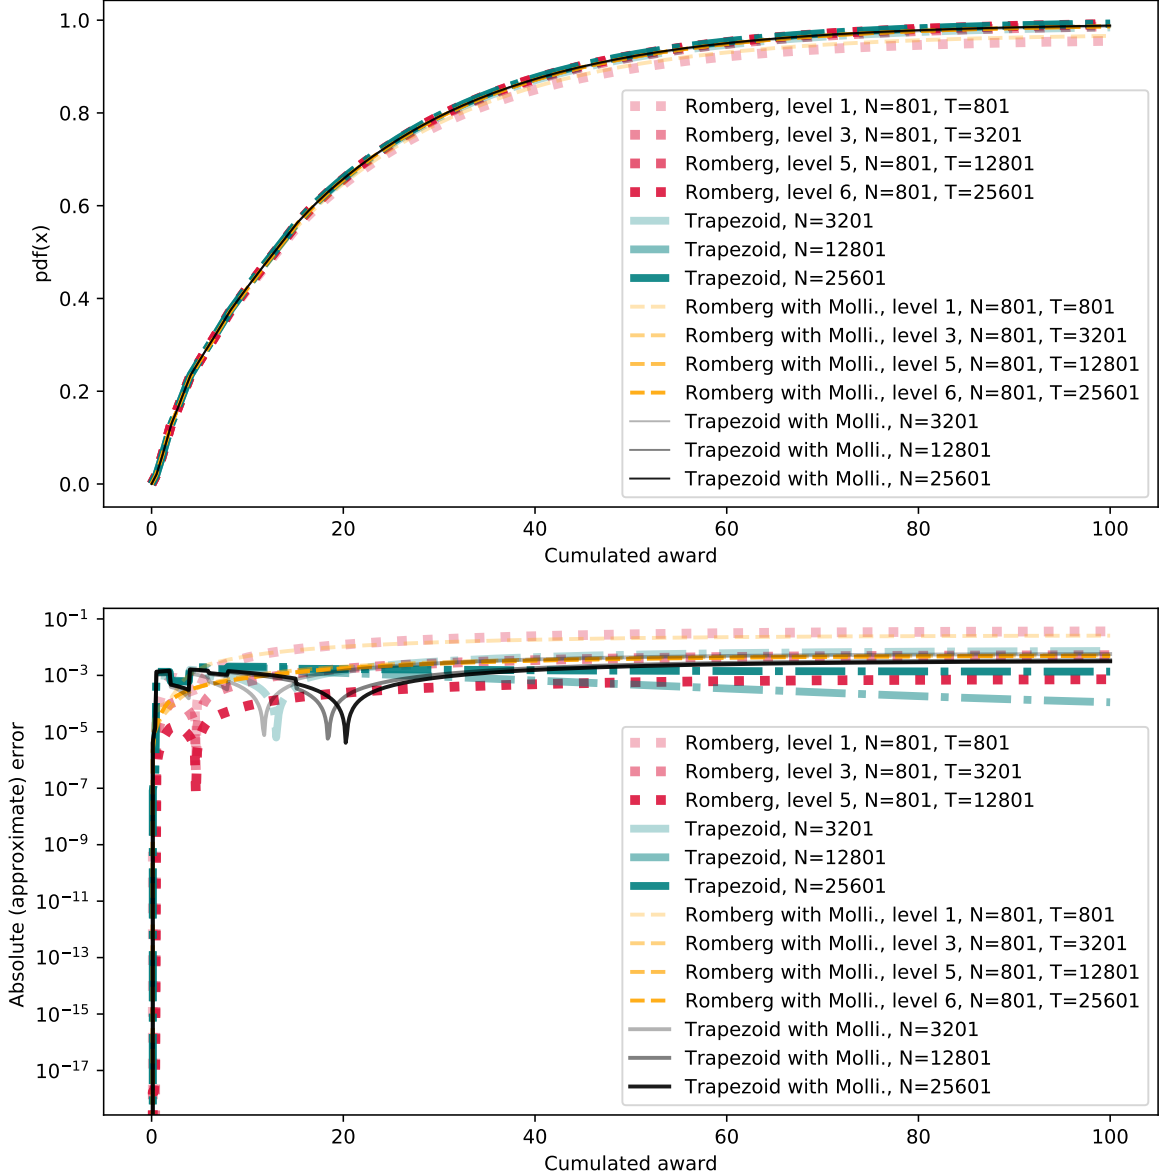 1.0
0.8
0.6
0.4
0.2
0.0
pdf(x)
Romberg, level 1, N=801, T=801
Romberg, level 3, N=801, T=3201
Romberg, level 5, N=801, T=12801
Romberg, level 6, N=801, T=25601
Trapezoid, N=3201
Trapezoid, N=12801
Trapezoid, N=25601
Romberg with Molli., level 1, N=801, T=801
Romberg with Molli., level 3, N=801, T=3201
Romberg with Molli., level 5, N=801, T=12801
Romberg with Molli., level 6, N=801, T=25601
Trapezoid with Molli., N=3201
Trapezoid with Molli., N=12801
Trapezoid with Molli., N=25601
0 20 40 60 80 100
Cumulated award
10⁻¹
10⁻³
10⁻⁵
10⁻⁷
10⁻⁹
10⁻¹¹
10⁻¹³
10⁻¹⁵
10⁻¹⁷
Absolute (approximate) error
Romberg, level 1, N=801, T=801
Romberg, level 3, N=801, T=3201
Romberg, level 5, N=801, T=12801
Trapezoid, N=3201
Trapezoid, N=12801
Trapezoid, N=25601
Romberg with Molli., level 1, N=801, T=801
Romberg with Molli., level 3, N=801, T=3201
Romberg with Molli., level 5, N=801, T=12801
Romberg with Molli., level 6, N=801, T=25601
Trapezoid with Molli., N=3201
Trapezoid with Molli., N=12801
Trapezoid with Molli., N=25601
0 20 40 60 80 100
Cumulated award